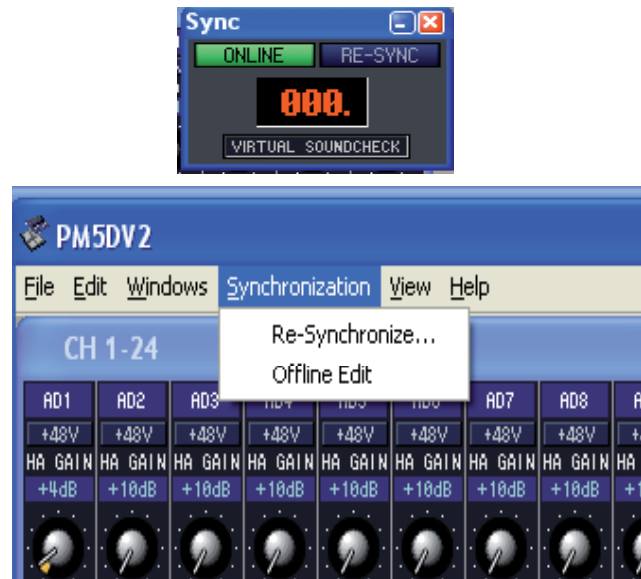 Sync
ONLINE RE-SYNC
000.
VIRTUAL SOUNDCHECK
PM5DV2
File Edit Windows Synchronization View Help
Re-Synchronize...
Offline Edit
CH 1-24
AD1 AD2 AD3 AD7 AD8
+48V +48V +48V +48V +48V +48V +48V +48V
HA GAIN HA GAIN HA GAIN HA GAIN HA GAIN HA GAIN HA GAIN HA GAIN HA
+4dB +10dB +10dB +10dB +10dB +10dB +10dB +10dB